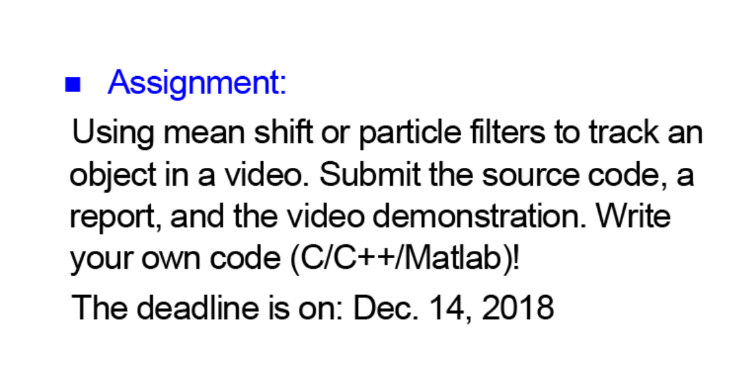 Assignment:
Using mean shift or particle filters to track an
object in a video. Submit the source code, a
report, and the video demonstration. Write
your own code (C/C++/Matlab)!
The deadline is on: Dec. 14, 2018